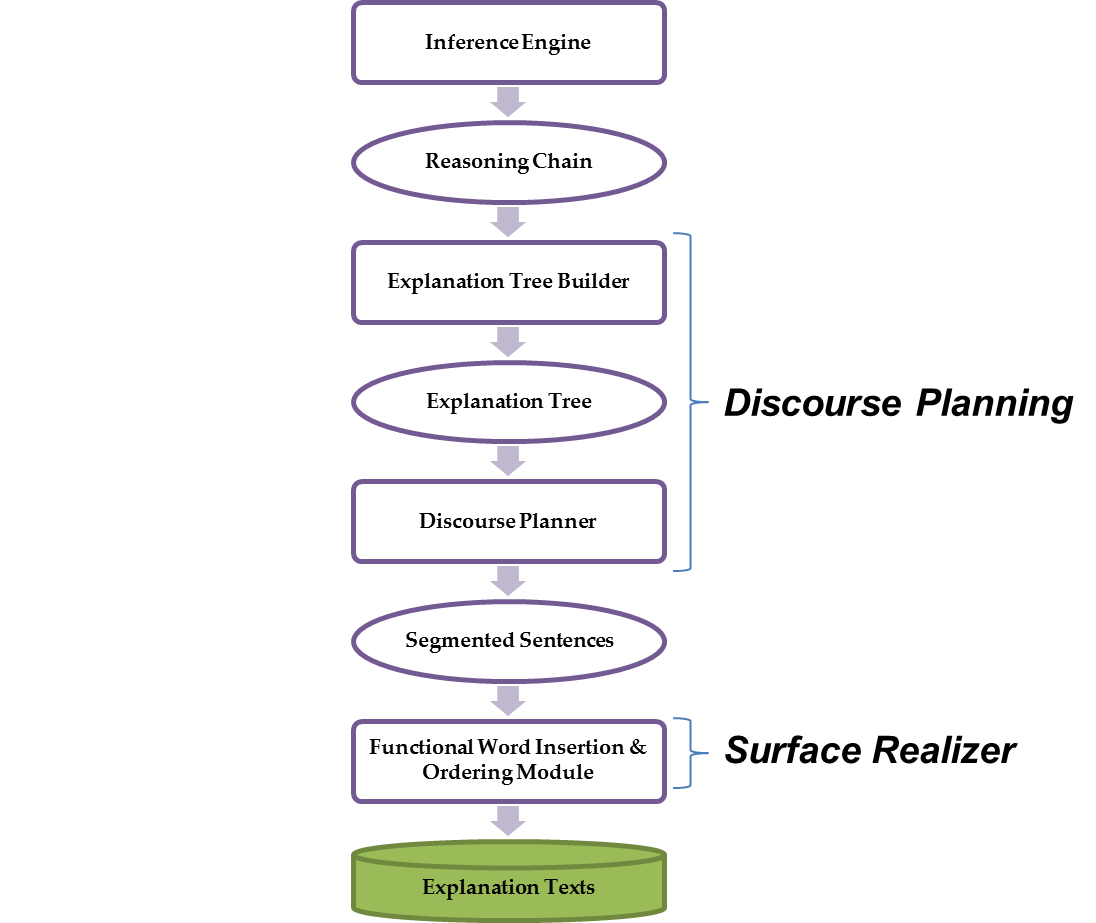 Inference Engine
Reasoning Chain
Explanation Tree Builder
Explanation Tree
Discourse Planning
Discourse Planner
Segmented Sentences
Functional Word Insertion &
Ordering Module
Surface Realizer
Explanation Texts